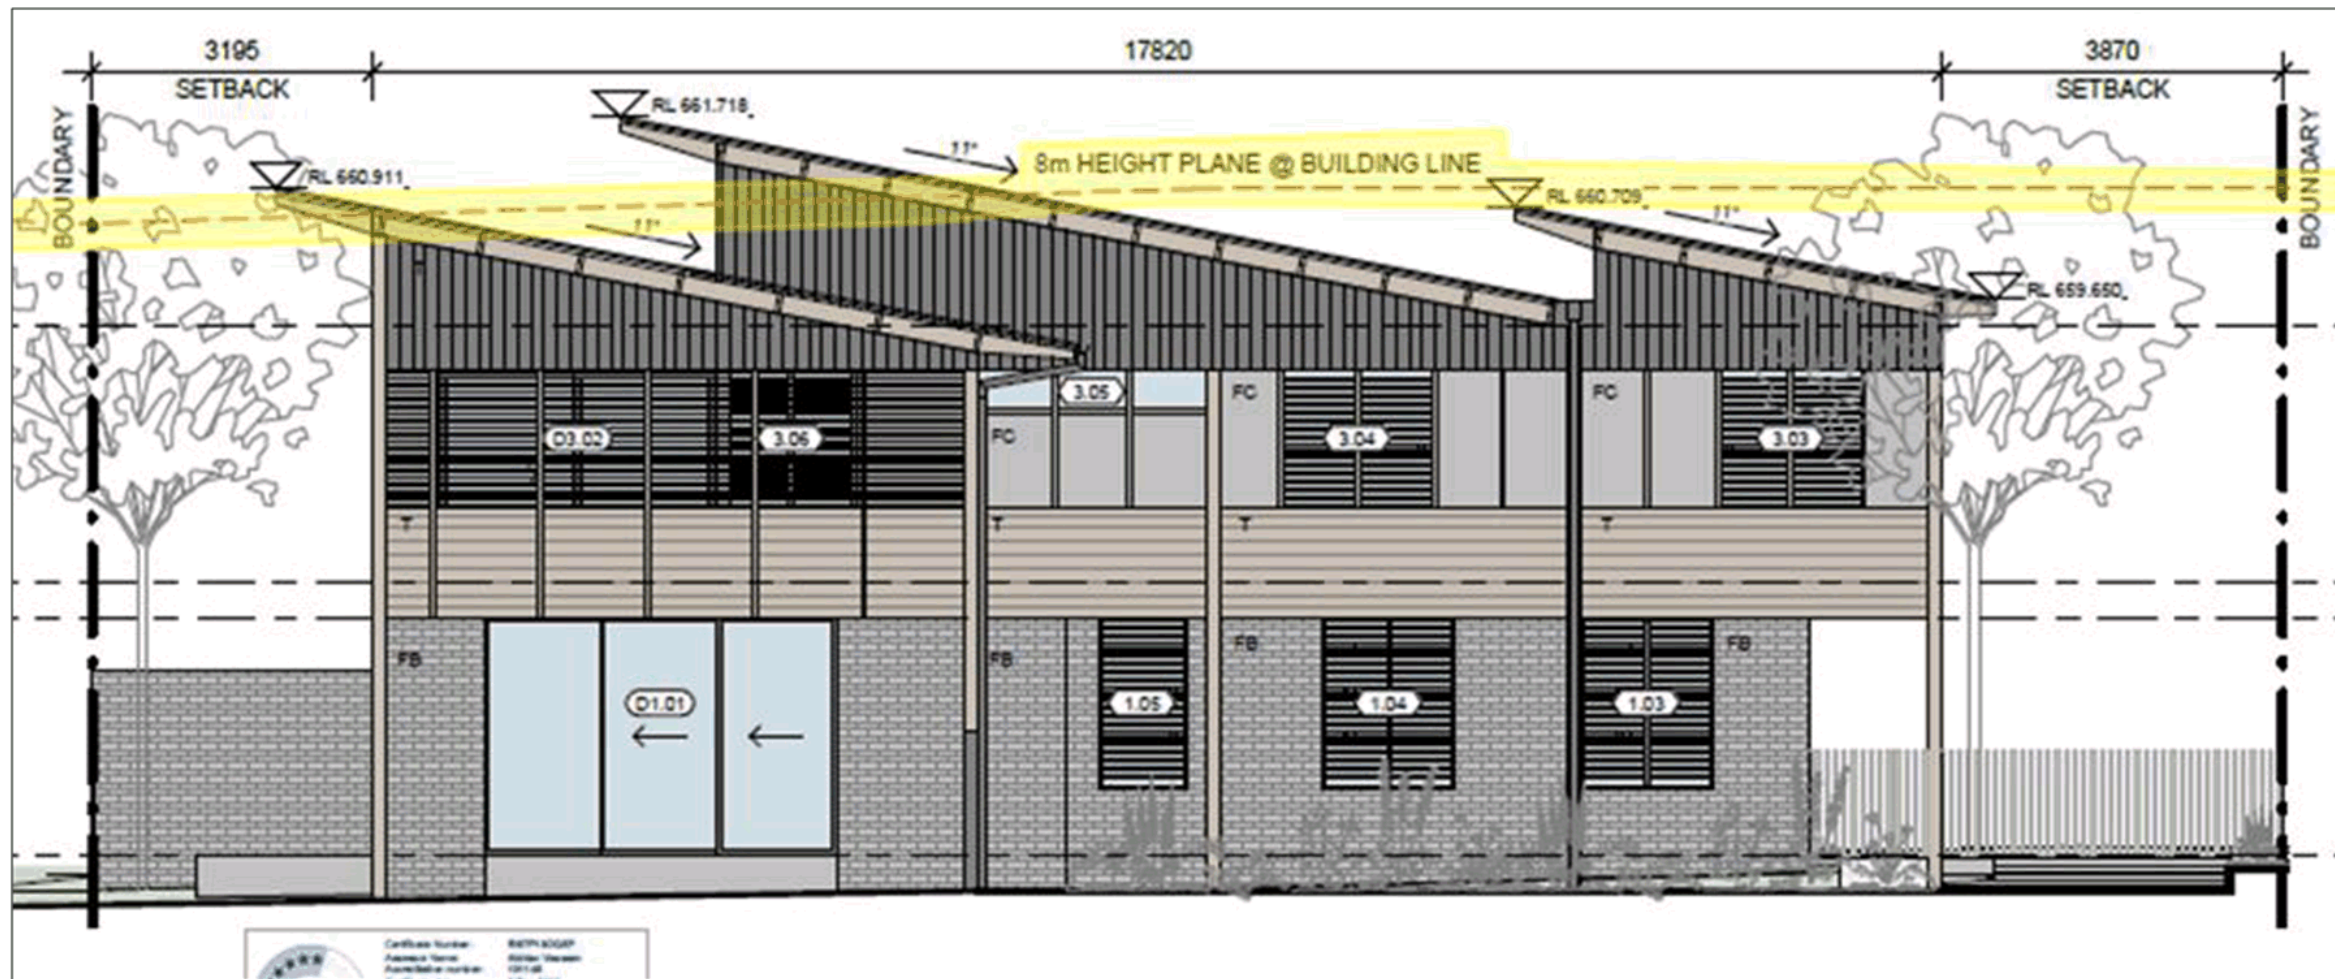 3195
17820
3870
SETBACK
SETBACK
BOUNDARY
BOUNDARY
RL 661.718
RL 660.911
11°
8m HEIGHT PLANE @ BUILDING LINE
RL 660.709
11°
11°
RL 659.650
3.05
FC
FC
D3.02
3.06
FC
3.04
3.03
T
T
T
T
FB
FB
FB
FB
D1.01
1.05
1.04
1.03
Certificate Number: